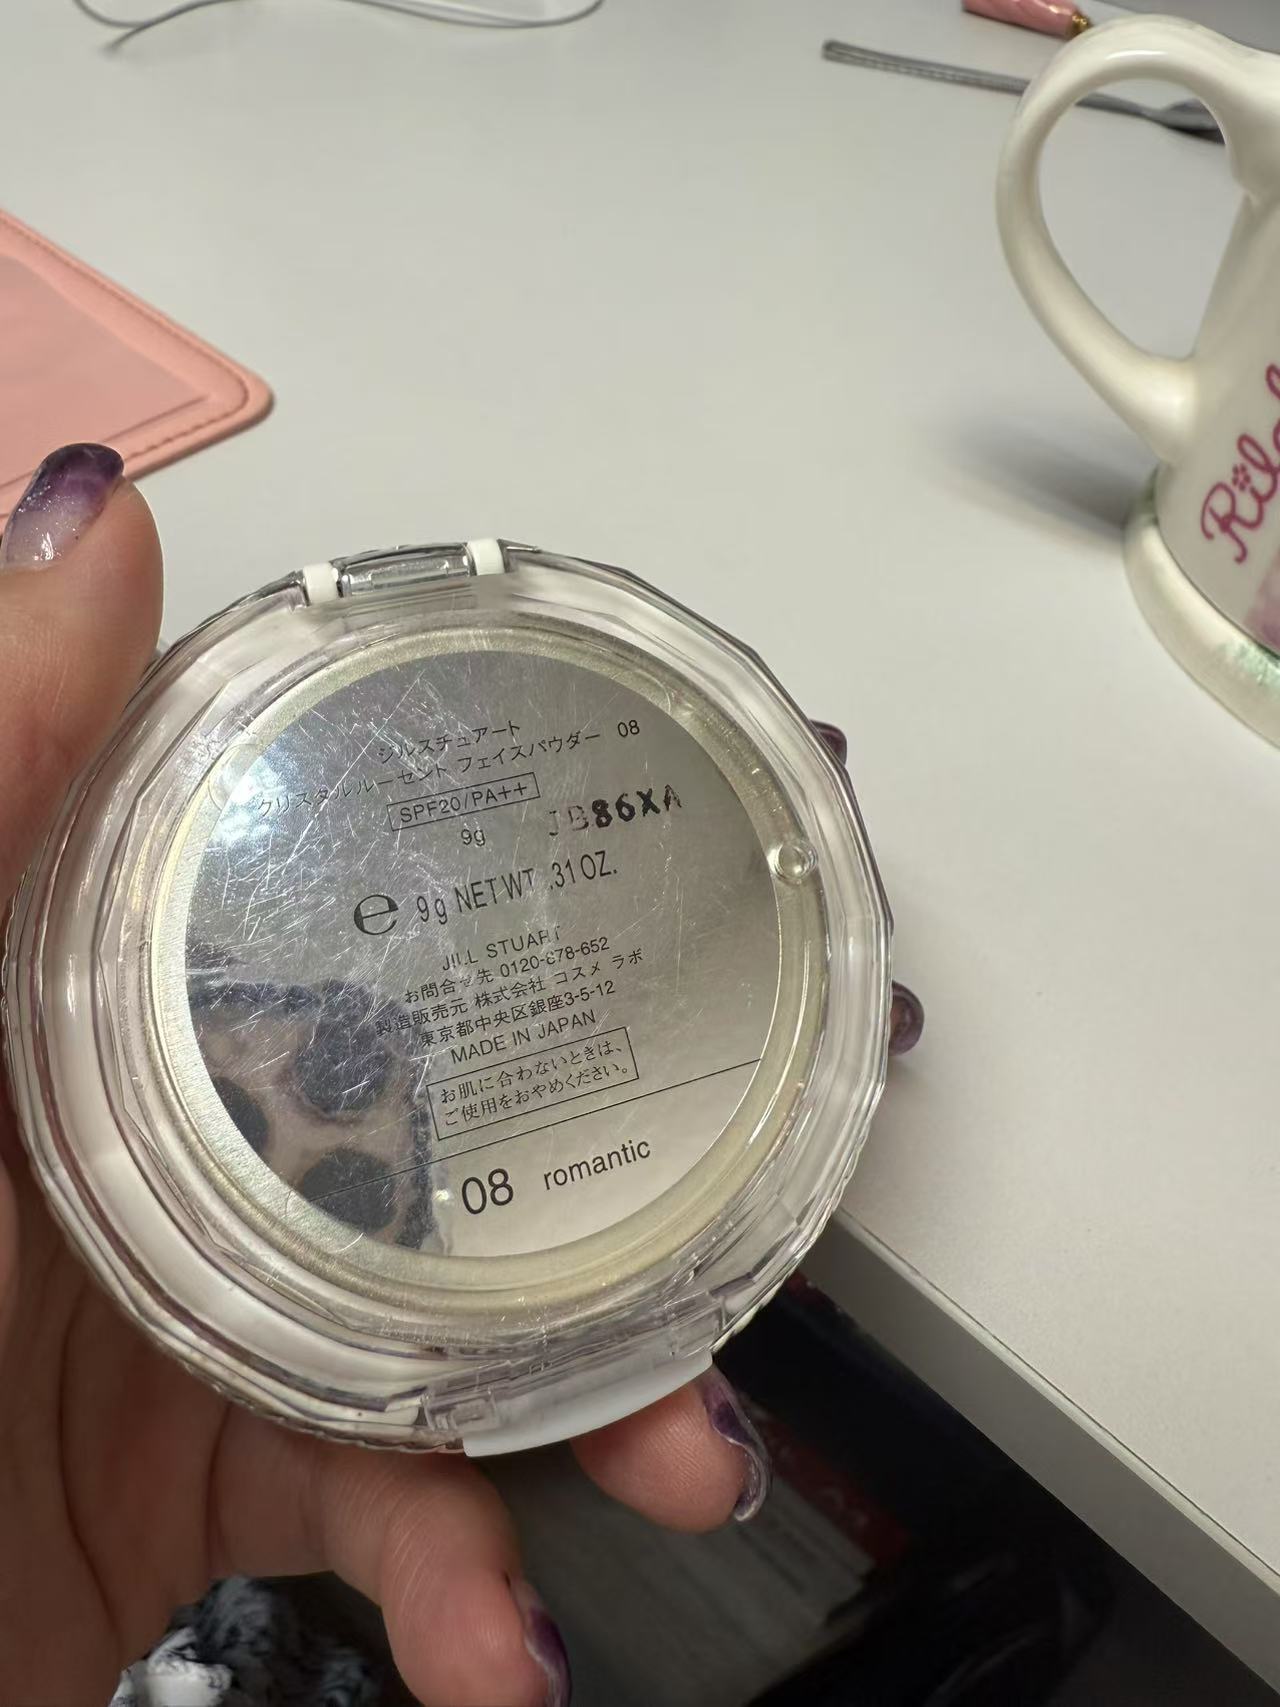 ジルスチュアート
クリスタルルーセント フェイスパウダー 08
SPF20/PA++
9g JB86XA
e 9g NET WT .31 OZ.
JILL STUART
お問合せ先 0120-878-652
製造販売元 株式会社 コスメ ラボ
東京都中央区銀座3-5-12
MADE IN JAPAN
お肌に合わないときは、
ご使用をおやめください。
08 romantic